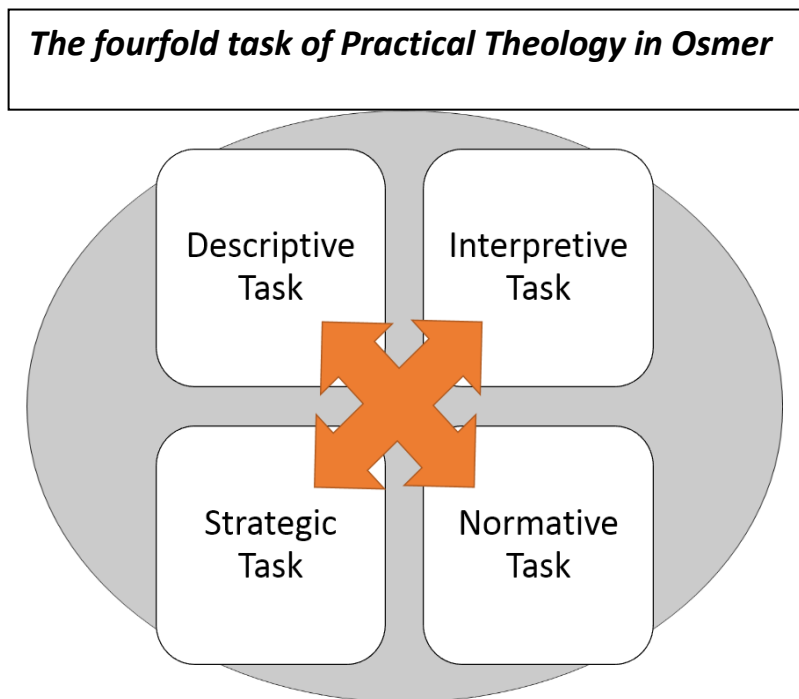 The fourfold task of Practical Theology in Osmer
Descriptive
Task
Interpretive
Task
Strategic
Task
Normative
Task